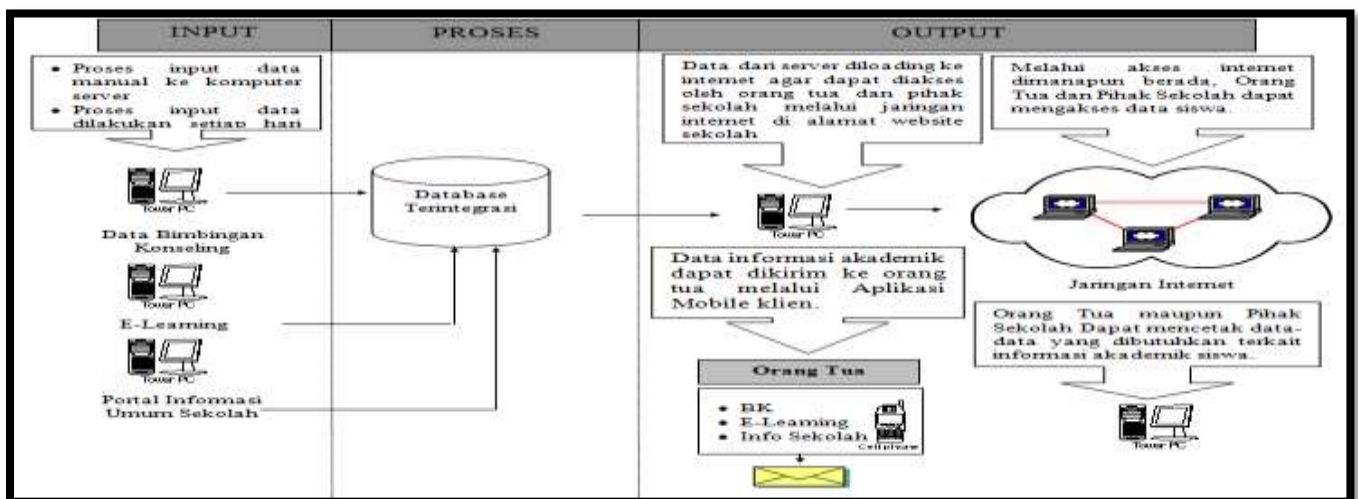 INPUT
PROSES
OUTPUT
• Proses input data
manual ke komputer
server
• Proses input data
dilakukan setiap hari
Tower PC
Data Bimbingan
Konseling
Tower PC
E-Learning
Tower PC
Portal Informasi
Umum Sekolah
Database
Terintegrasi
Data dari server diloading ke
internet agar dapat diakses
oleh orang tua dan pihak
sekolah melalui jaringan
internet di alamat website
sekolah
Tower PC
Data informasi akademik
dapat dikirim ke orang
tua melalui Aplikasi
Mobile klien.
Orang Tua
• BK
• E-Learning
• Info Sekolah
Cell phone
Melalui akses internet
dimanapun berada, Orang
Tua dan Pihak Sekolah dapat
mengakses data siswa.
Jaringan Internet
Orang Tua maupun Pihak
Sekolah Dapat mencetak data-
data yang dibutuhkan terkait
informasi akademik siswa.
Tower PC